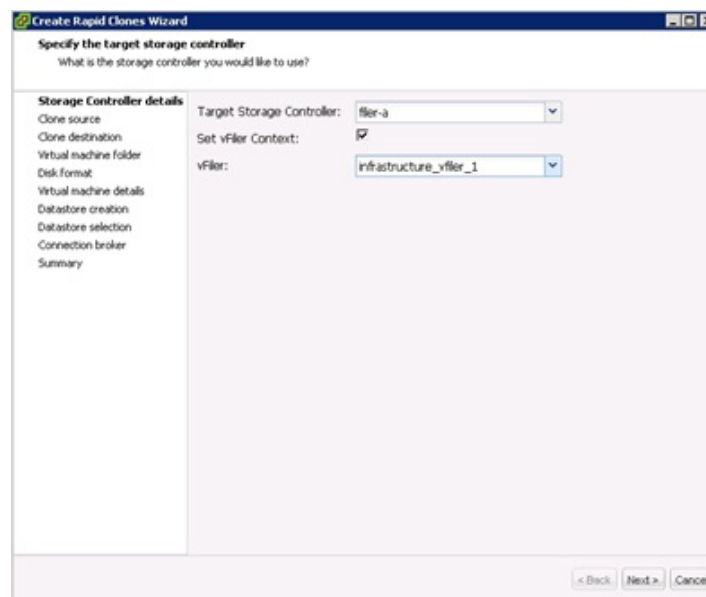 Create Rapid Clones Wizard
Specify the target storage controller
What is the storage controller you would like to use?
Storage Controller details
Clone source
Clone destination
Virtual machine folder
Disk format
Virtual machine details
Datastore creation
Datastore selection
Connection broker
Summary
Target Storage Controller: filer-a
Set vFiler Context:
vFiler: infrastructure_vfiler_1
< Back Next > Cance